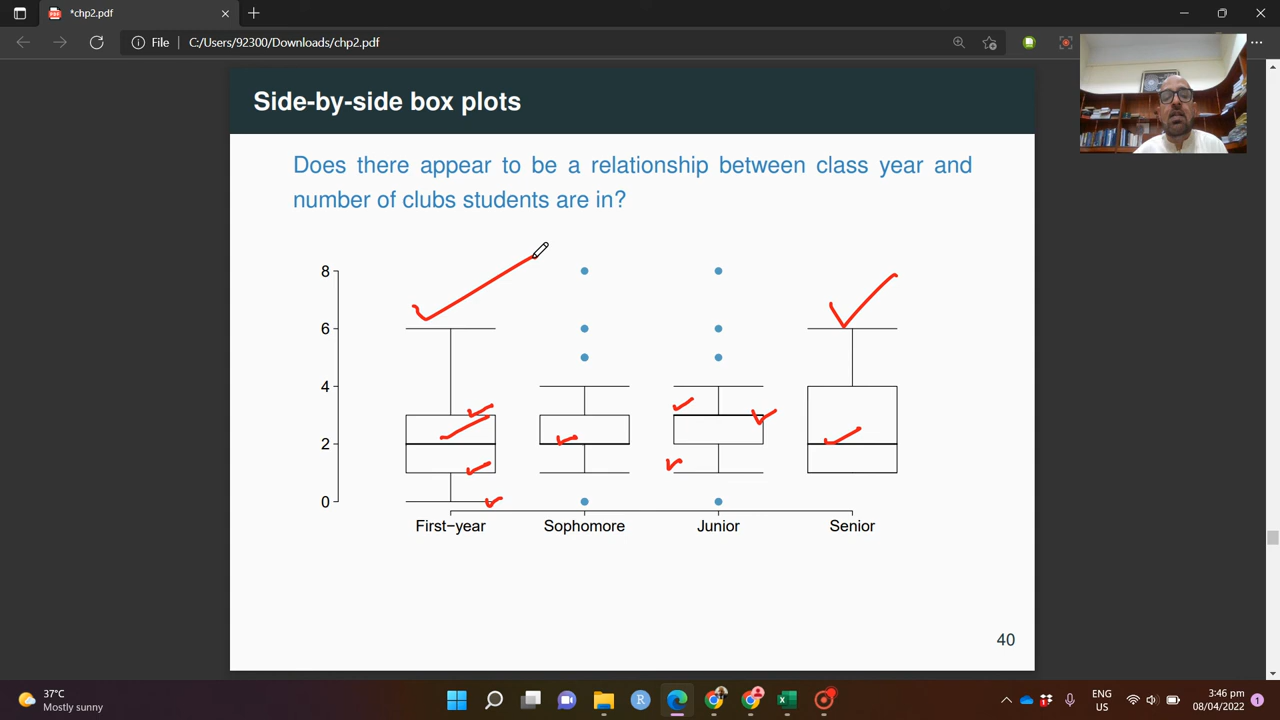 *chp2.pdf
File
C:/Users/92300/Downloads/chp2.pdf
Side-by-side box plots
Does there appear to be a relationship between class year and
number of clubs students are in?
8
6
4
2
0
First−year
Sophomore
Junior
Senior
40
37°C
Mostly sunny
ENG
US
3:46 pm
08/04/2022
1